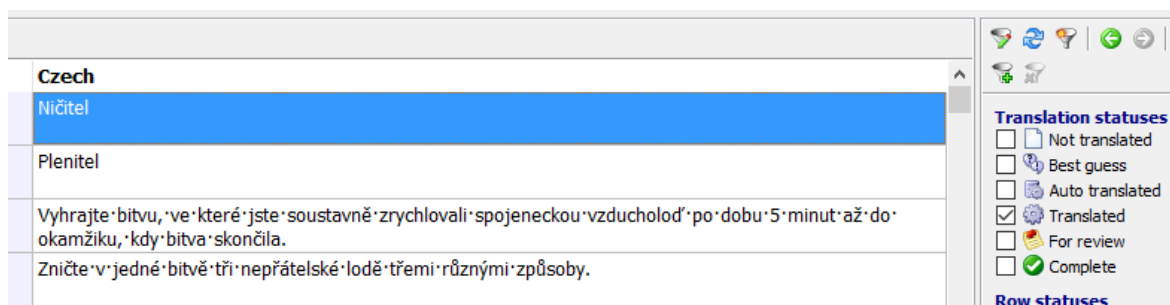 Czech
Ničitel
Plenitel
Vyhrajte·bitvu,·ve·které·jste·soustavně·zrychlovali·spojeneckou·vzducholoď·po·dobu·5·minut·až·do·
okamžiku,·kdy·bitva·skončila.
Zničte·v·jedné·bitvě·tři·nepřátelské·lodě·třemi·různými·způsoby.
Translation statuses
Not translated
Best guess
Auto translated
Translated
For review
Complete
Row statuses